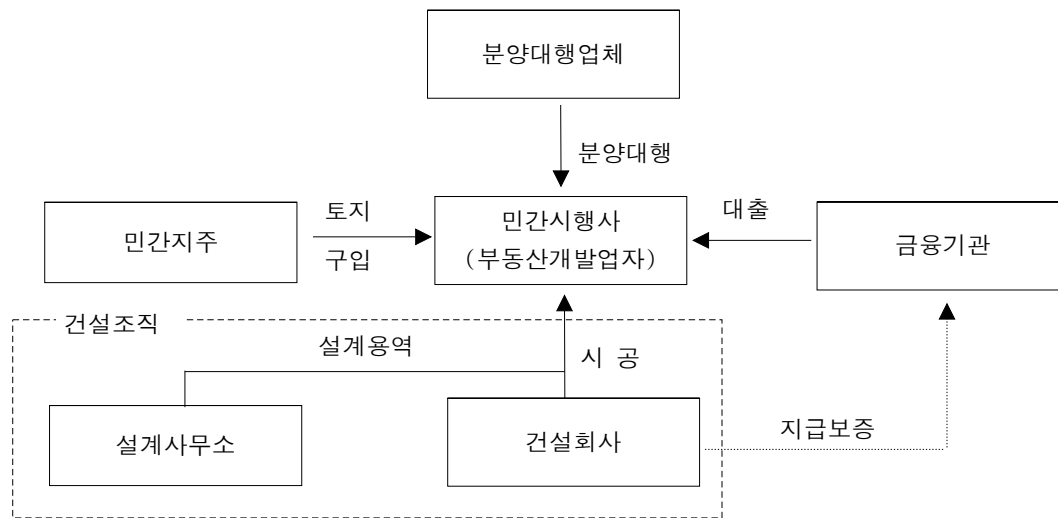 분양대행업체
분양대행
민간지주
토지
구입
민간시행사
(부동산개발업자)
대출
금융기관
건설조직
설계용역
시 공
설계사무소
건설회사
지급보증